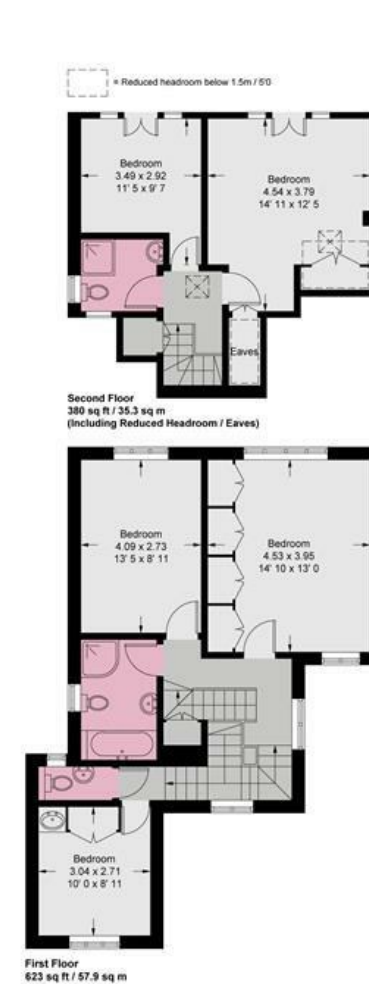 = Reduced headroom below 1.5m / 5'0
Bedroom
3.49 x 2.92
11' 5 x 9' 7
Bedroom
4.54 x 3.79
14' 11 x 12' 5
Eaves
Second Floor
380 sq ft / 35.3 sq m
(Including Reduced Headroom / Eaves)
Bedroom
4.09 x 2.73
13' 5 x 8' 11
Bedroom
4.53 x 3.95
14' 10 x 13' 0
Bedroom
3.04 x 2.71
10' 0 x 8' 11
First Floor
623 sq ft / 57.9 sq m